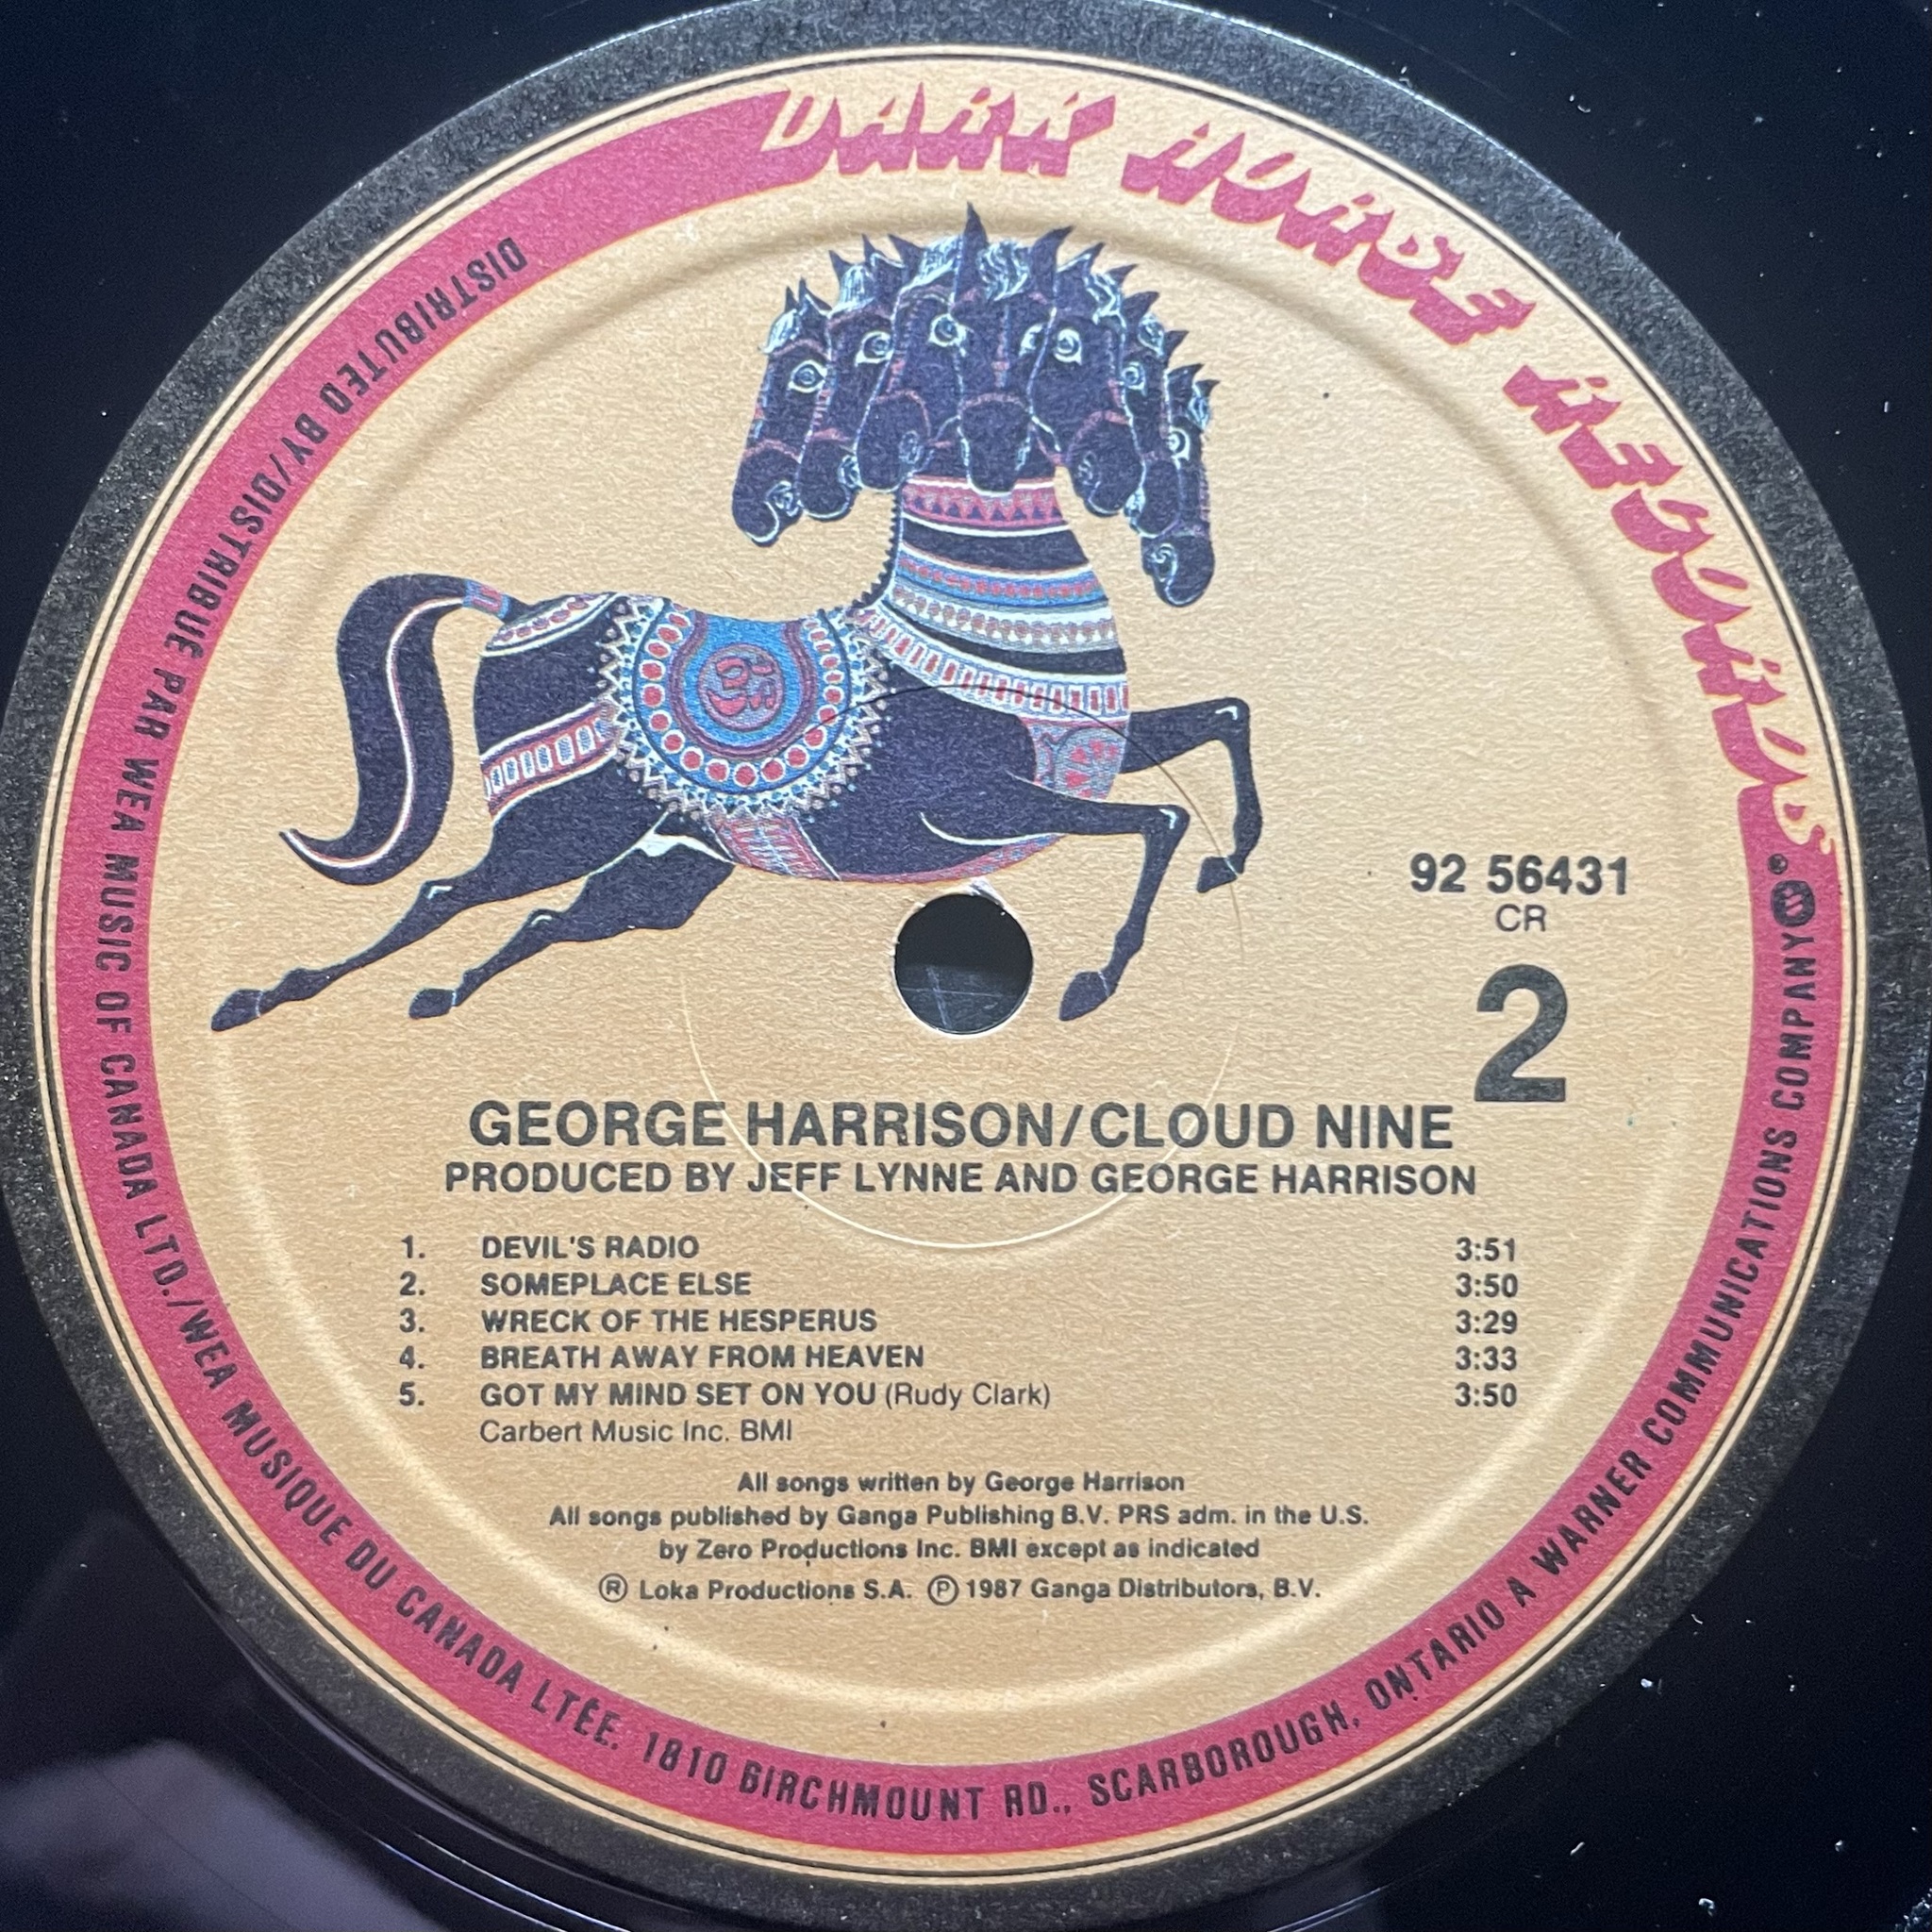 DARK HORSE RECORDS
92 56431
CR
2
GEORGE HARRISON/CLOUD NINE
PRODUCED BY JEFF LYNNE AND GEORGE HARRISON
1. DEVIL'S RADIO 3:51
2. SOMEPLACE ELSE 3:50
3. WRECK OF THE HESPERUS 3:29
4. BREATH AWAY FROM HEAVEN 3:33
5. GOT MY MIND SET ON YOU (Rudy Clark) 3:50
Carbert Music Inc. BMI
All songs written by George Harrison
All songs published by Ganga Publishing B.V. PRS adm. in the U.S.
by Zero Productions Inc. BMI except as indicated
Ⓡ Loka Productions S.A. Ⓟ 1987 Ganga Distributors, B.V.
DISTRIBUTED BY/DISTRIBUE PAR WEA MUSIC OF CANADA LTD./WEA MUSIQUE DU CANADA LTÉE. 1810 BIRCHMOUNT RD., SCARBOROUGH, ONTARIO A WARNER COMMUNICATIONS COMPANY